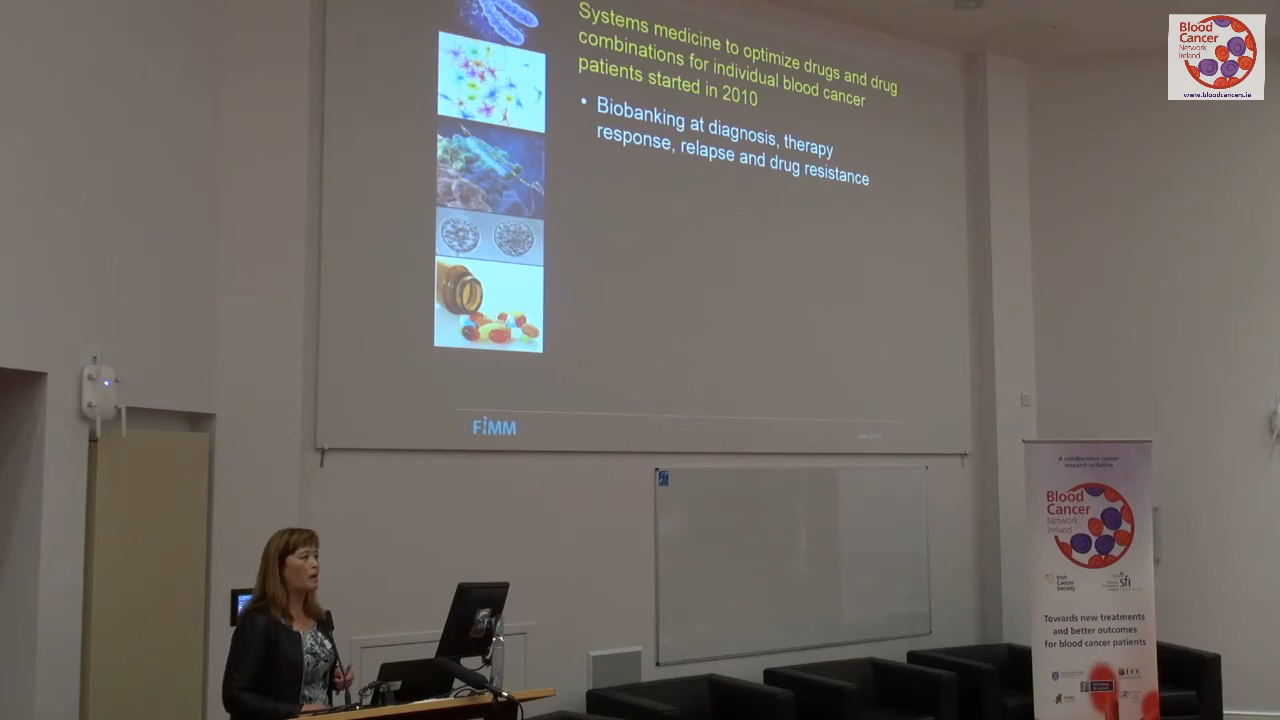 Systems medicine to optimize drugs and drug
combinations for individual blood cancer
patients started in 2010
• Biobanking at diagnosis, therapy
response, relapse and drug resistance
FiMM
Blood
Cancer
Network
Ireland
www.bloodcancers.ie
A collaborative cancer
research initiative
Blood
Cancer
Network
Ireland
Irish
Cancer
Society
sfi
Towards new treatments
and better outcomes
for blood cancer patients
UCC